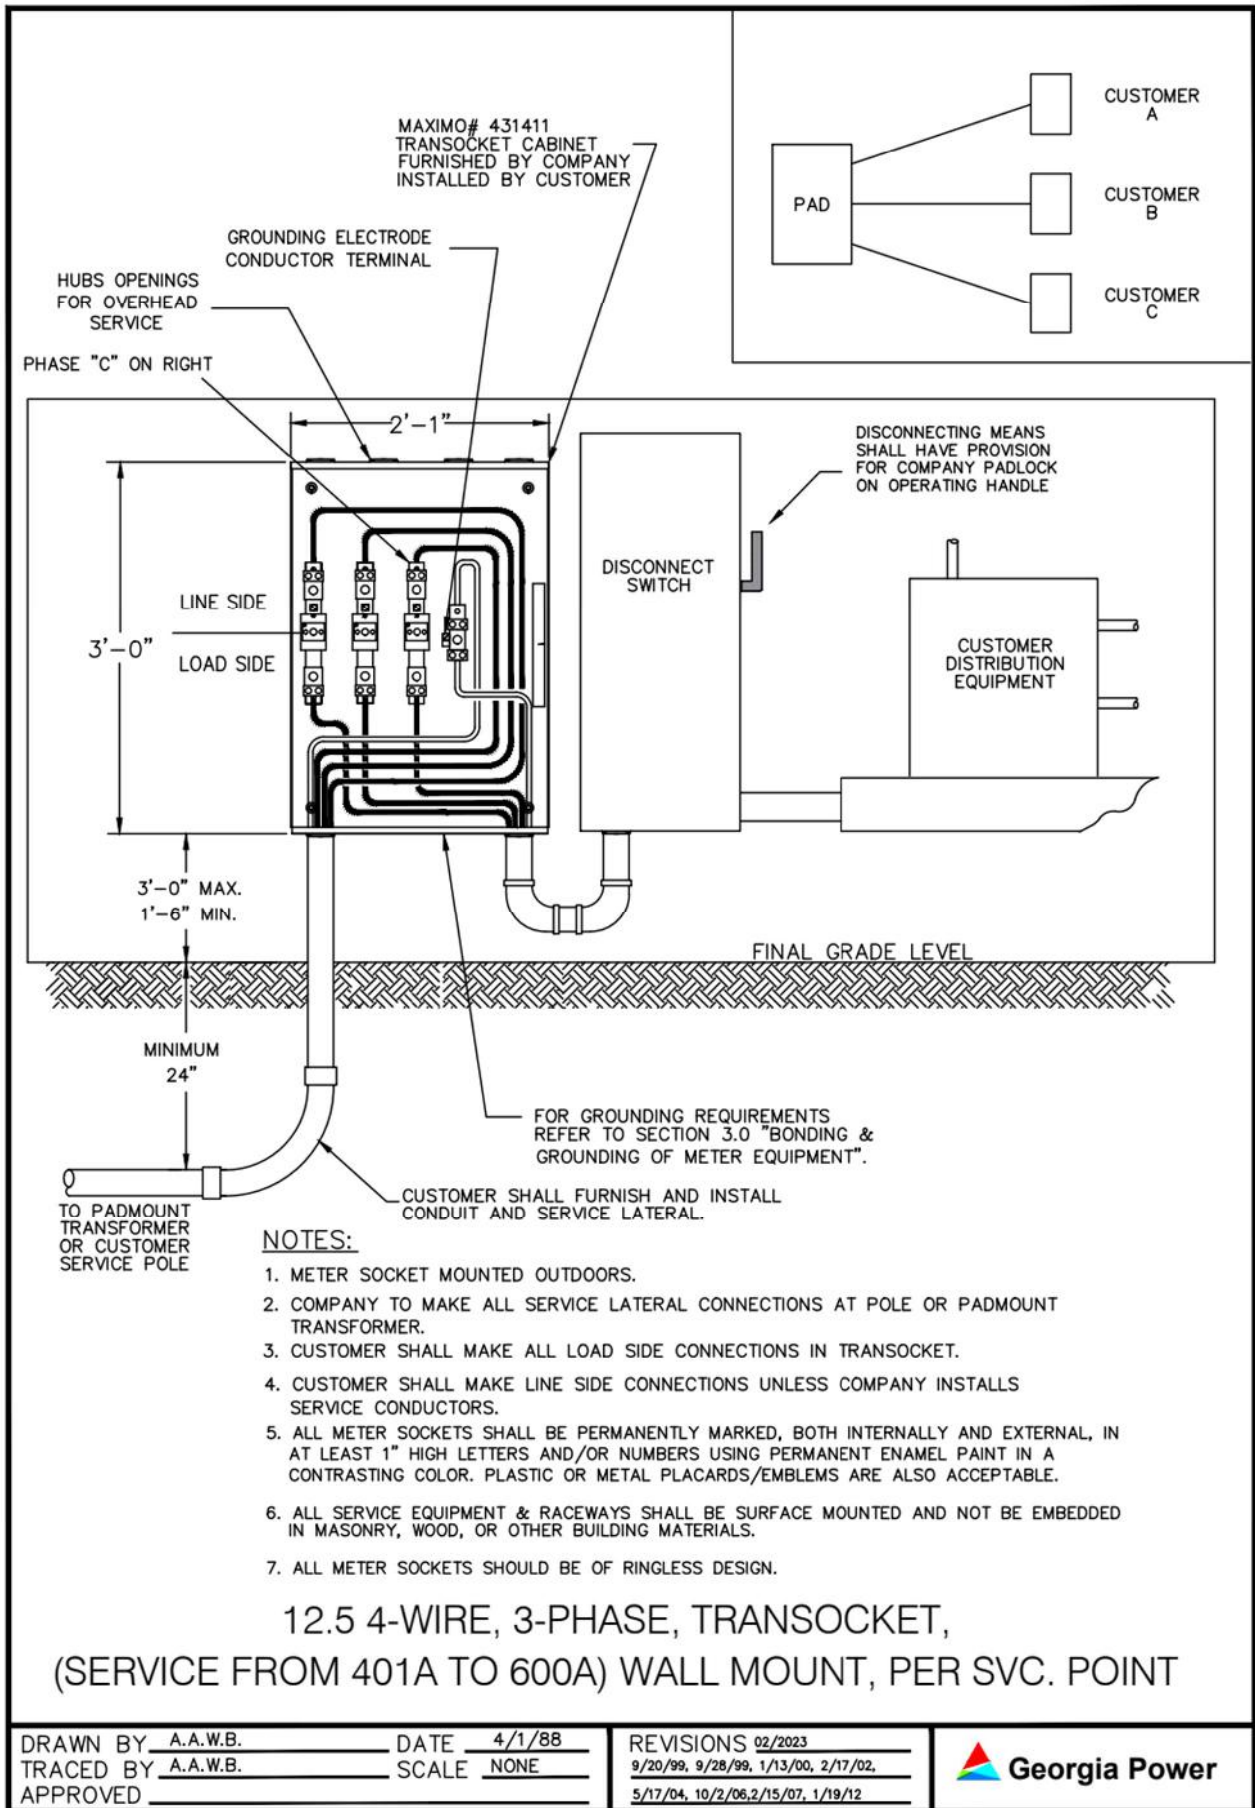 CUSTOMER
A
PAD
CUSTOMER
B
CUSTOMER
C
MAXIMO# 431411
TRANSOCKET CABINET
FURNISHED BY COMPANY
INSTALLED BY CUSTOMER
GROUNDING ELECTRODE
CONDUCTOR TERMINAL
HUBS OPENINGS
FOR OVERHEAD
SERVICE
PHASE "C" ON RIGHT
2'-1"
DISCONNECTING MEANS
SHALL HAVE PROVISION
FOR COMPANY PADLOCK
ON OPERATING HANDLE
DISCONNECT
SWITCH
LINE SIDE
3'-0"
LOAD SIDE
CUSTOMER
DISTRIBUTION
EQUIPMENT
3'-0" MAX.
1'-6" MIN.
FINAL GRADE LEVEL
MINIMUM
24"
FOR GROUNDING REQUIREMENTS
REFER TO SECTION 3.0 "BONDING &
GROUNDING OF METER EQUIPMENT".
CUSTOMER SHALL FURNISH AND INSTALL
CONDUIT AND SERVICE LATERAL.
TO PADMOUNT
TRANSFORMER
OR CUSTOMER
SERVICE POLE
NOTES:
1. METER SOCKET MOUNTED OUTDOORS.
2. COMPANY TO MAKE ALL SERVICE LATERAL CONNECTIONS AT POLE OR PADMOUNT
TRANSFORMER.
3. CUSTOMER SHALL MAKE ALL LOAD SIDE CONNECTIONS IN TRANSOCKET.
4. CUSTOMER SHALL MAKE LINE SIDE CONNECTIONS UNLESS COMPANY INSTALLS
SERVICE CONDUCTORS.
5. ALL METER SOCKETS SHALL BE PERMANENTLY MARKED, BOTH INTERNALLY AND EXTERNAL, IN
AT LEAST 1" HIGH LETTERS AND/OR NUMBERS USING PERMANENT ENAMEL PAINT IN A
CONTRASTING COLOR. PLASTIC OR METAL PLACARDS/EMBLEMS ARE ALSO ACCEPTABLE.
6. ALL SERVICE EQUIPMENT & RACEWAYS SHALL BE SURFACE MOUNTED AND NOT BE EMBEDDED
IN MASONRY, WOOD, OR OTHER BUILDING MATERIALS.
7. ALL METER SOCKETS SHOULD BE OF RINGLESS DESIGN.
12.5 4-WIRE, 3-PHASE, TRANSOCKET,
(SERVICE FROM 401A TO 600A) WALL MOUNT, PER SVC. POINT
DRAWN BY A.A.W.B. DATE 4/1/88
TRACED BY A.A.W.B. SCALE NONE
APPROVED
REVISIONS 02/2023
9/20/99, 9/28/99, 1/13/00, 2/17/02,
5/17/04, 10/2/06,2/15/07, 1/19/12
Georgia Power